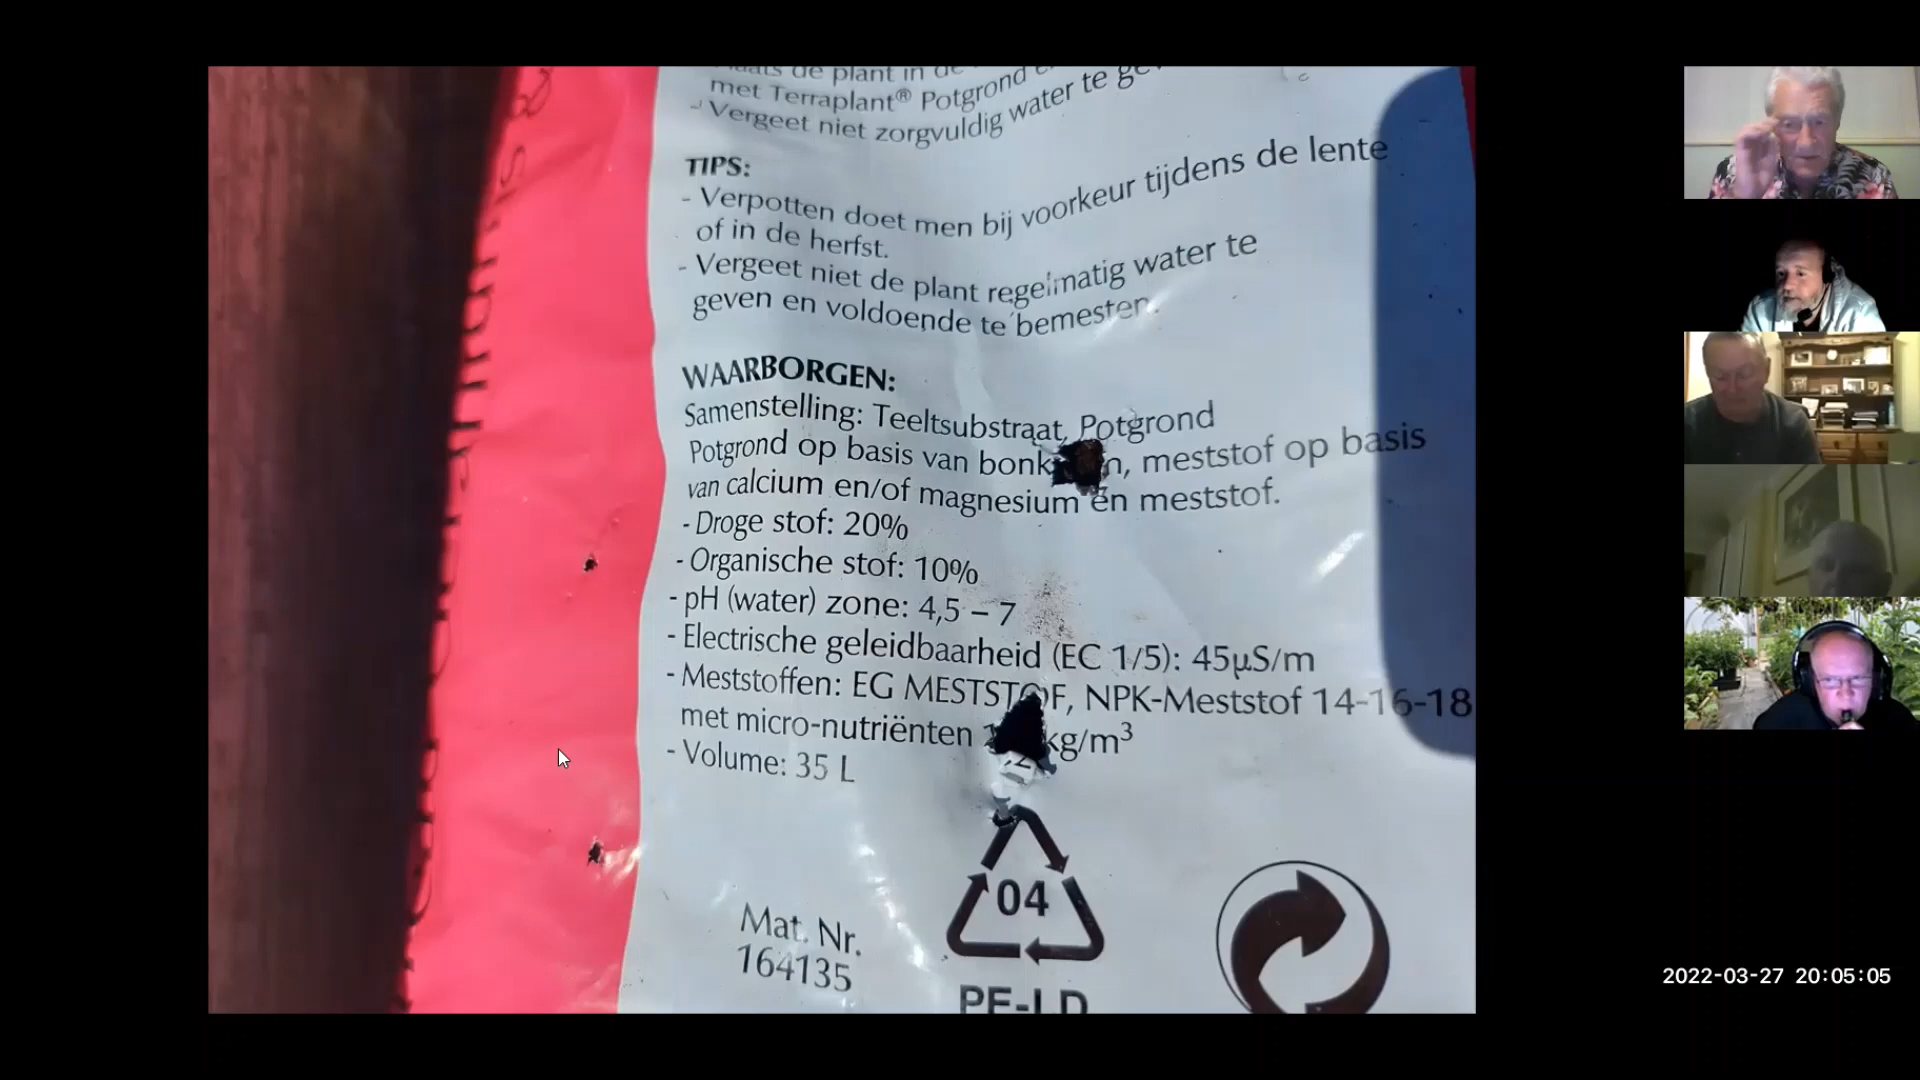 de plant in de
met Terraplant® Potgrond
- Vergeet niet zorgvuldig water te
TIPS:
- Verpotten doet men bij voorkeur tijdens de lente
of in de herfst.
- Vergeet niet de plant regelmatig water te
geven en voldoende te bemesten.
WAARBORGEN:
Samenstelling: Teeltsubstraat, Potgrond
Potgrond op basis van meststof op basis
van calcium en/of magnesium en meststof.
- Droge stof: 20%
- Organische stof: 10%
- pH (water) zone: 4,5 – 7
- Electrische geleidbaarheid (EC 1/5): 45µS/m
- Meststoffen: EG MESTSTOF, NPK-Meststof 14-16-18
met micro-nutriënten kg/m³
- Volume: 35 L
04
Mat. Nr.
164135
PE-LD
2022-03-27 20:05:05